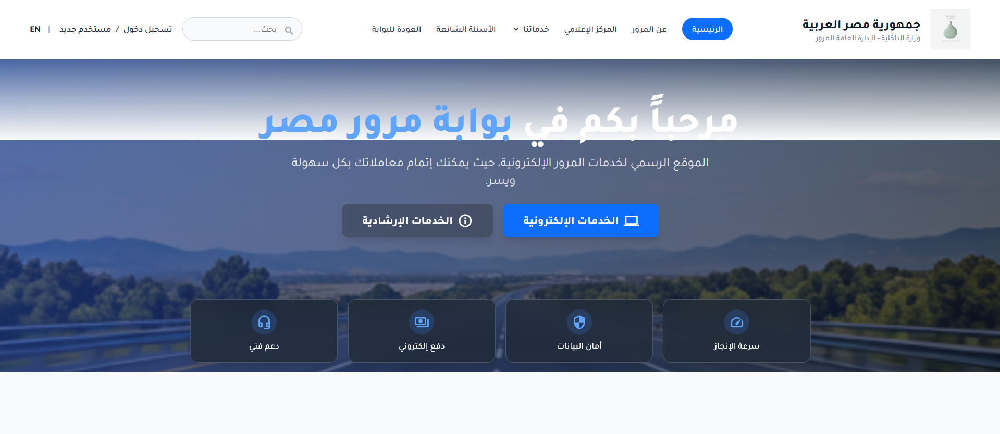 جمهورية مصر العربية
وزارة الداخلية - الإدارة العامة للمرور
الرئيسية
عن المرور
المركز الإعلامي
خدماتنا
الأسئلة الشائعة
العودة للبوابة
بحث...
تسجيل دخول / مستخدم جديد | EN
مرحباً بكم في بوابة مرور مصر
الموقع الرسمي لخدمات المرور الإلكترونية، حيث يمكنك إتمام معاملاتك بكل سهولة
ويسر.
الخدمات الإلكترونية
الخدمات الإرشادية
سرعة الإنجاز
أمان البيانات
دفع إلكتروني
دعم فني